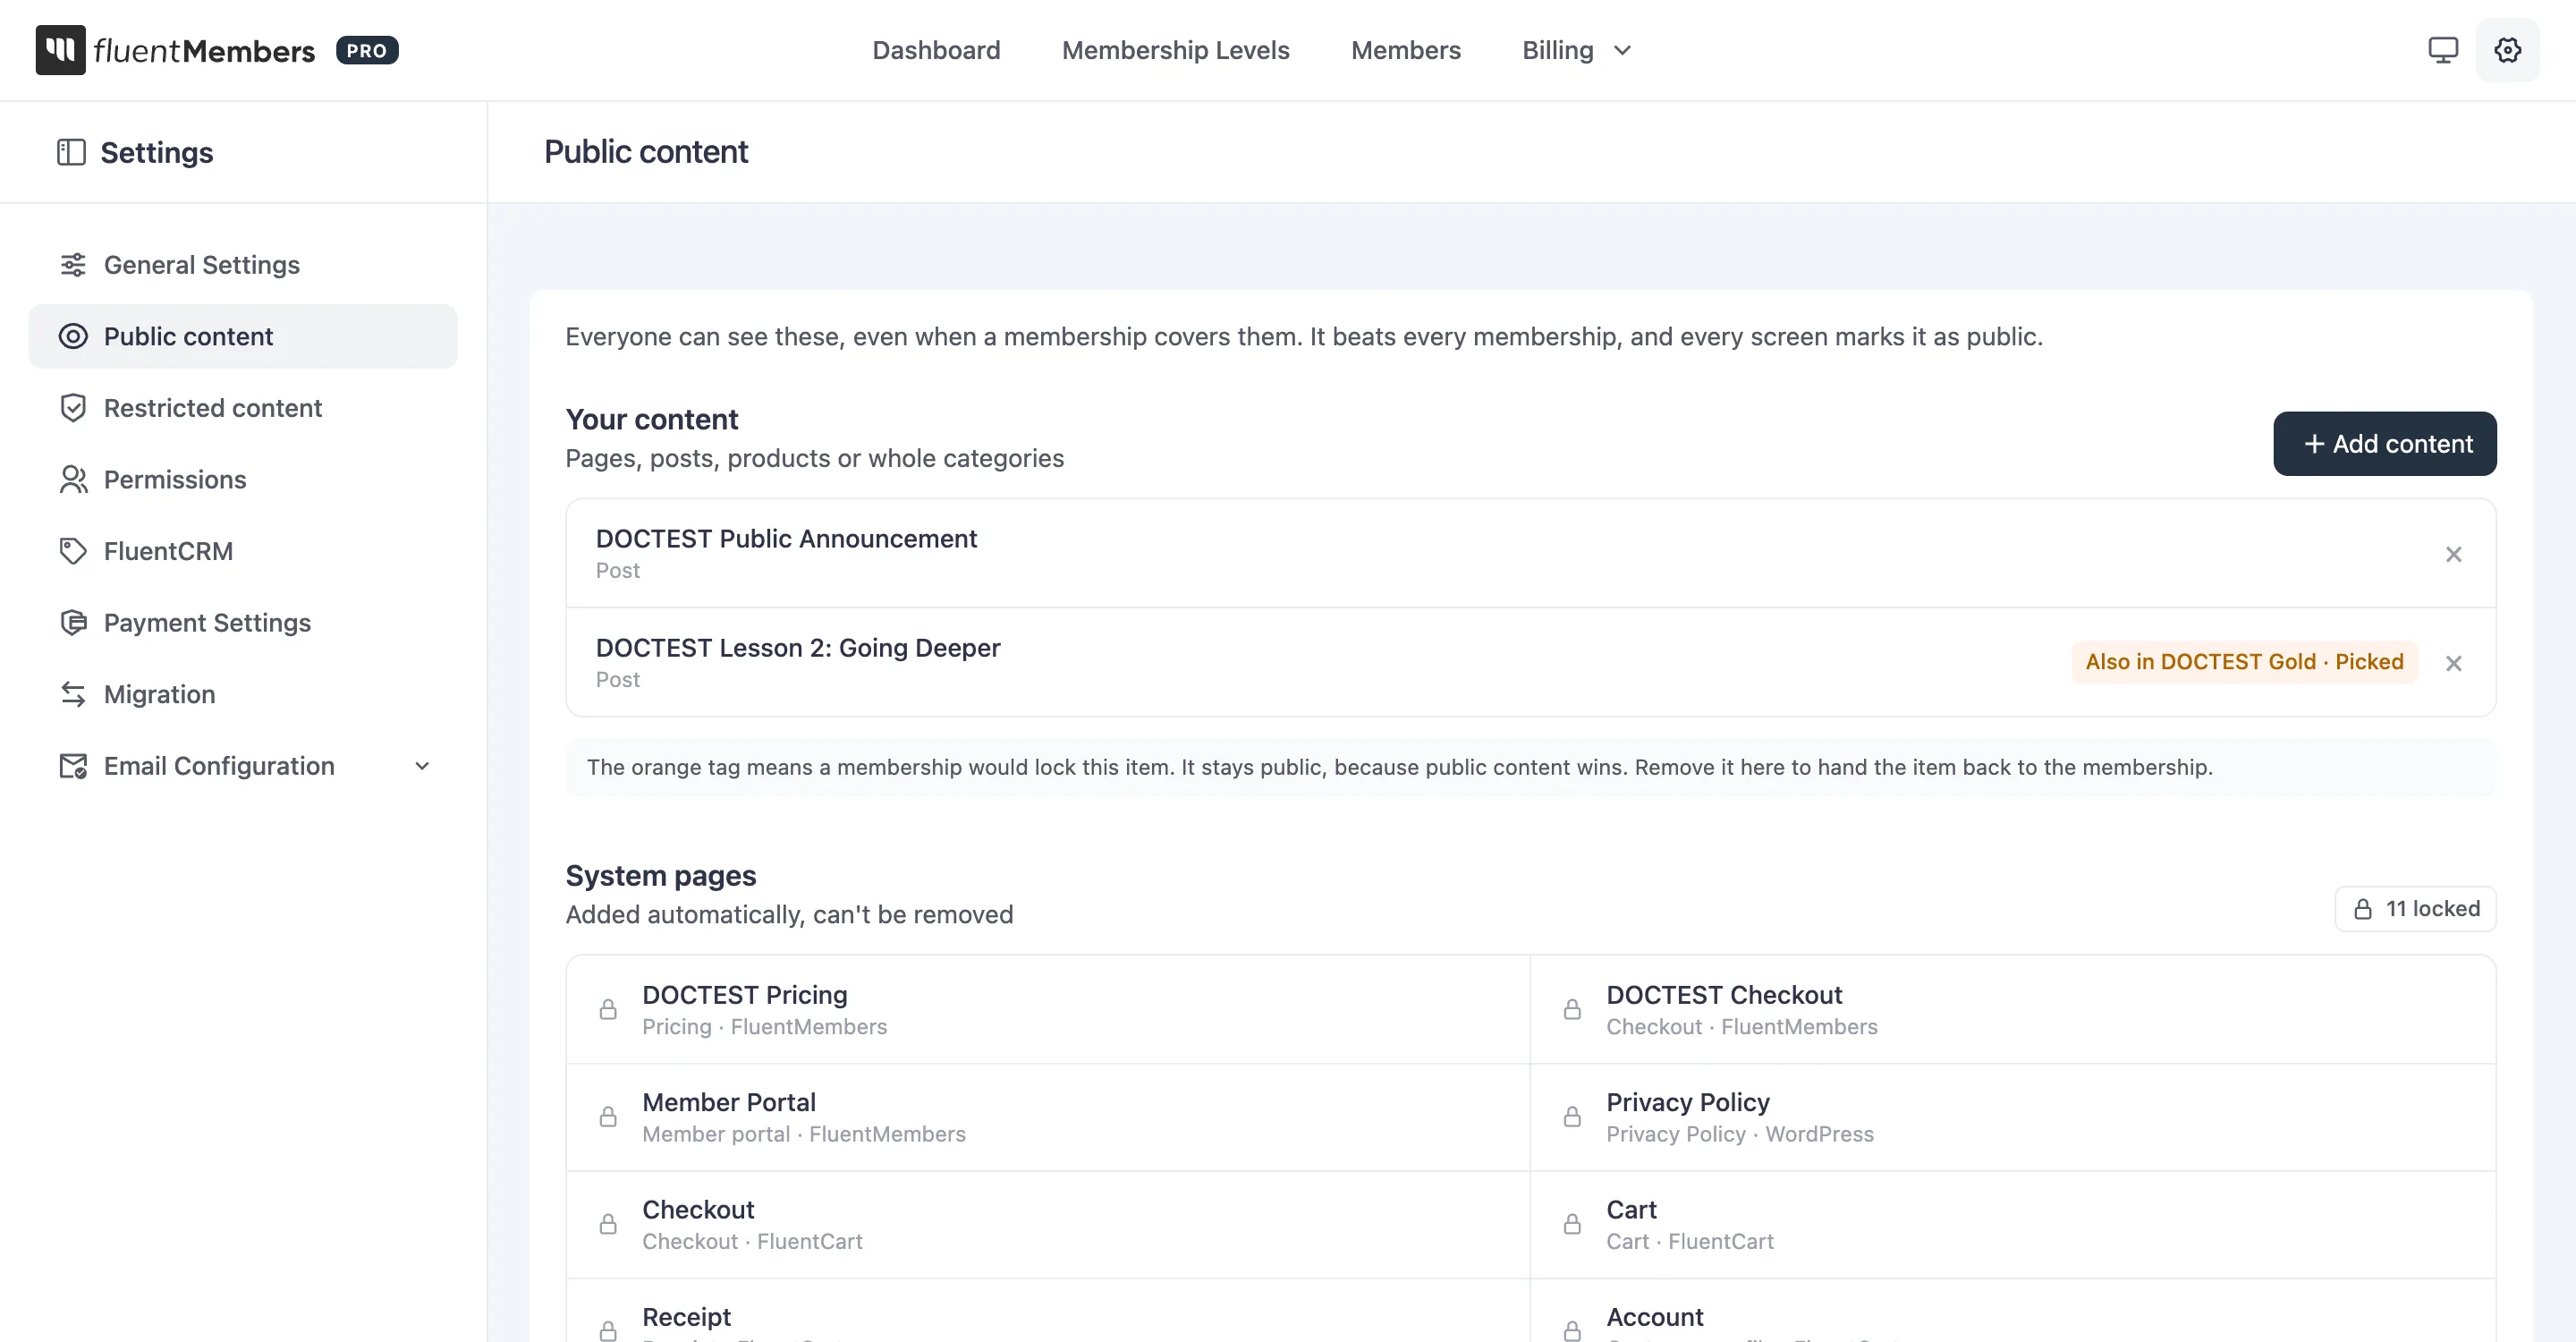 fluentMembers PRO
Dashboard
Membership Levels
Members
Billing
Settings
Public content
General Settings
Public content
Restricted content
Permissions
FluentCRM
Payment Settings
Migration
Email Configuration
Everyone can see these, even when a membership covers them. It beats every membership, and every screen marks it as public.
Your content
Pages, posts, products or whole categories
+ Add content
DOCTEST Public Announcement
Post
DOCTEST Lesson 2: Going Deeper
Post
Also in DOCTEST Gold · Picked
The orange tag means a membership would lock this item. It stays public, because public content wins. Remove it here to hand the item back to the membership.
System pages
Added automatically, can't be removed
11 locked
DOCTEST Pricing
Pricing · FluentMembers
DOCTEST Checkout
Checkout · FluentMembers
Member Portal
Member portal · FluentMembers
Privacy Policy
Privacy Policy · WordPress
Checkout
Checkout · FluentCart
Cart
Cart · FluentCart
Receipt
Account